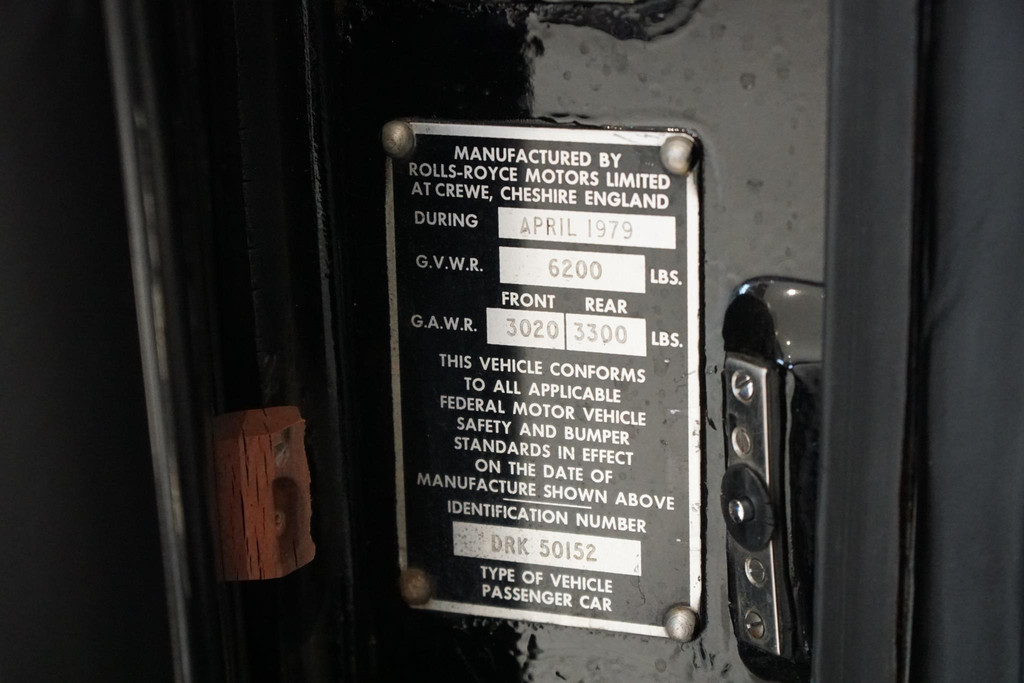 MANUFACTURED BY
ROLLS-ROYCE MOTORS LIMITED
AT CREWE, CHESHIRE ENGLAND
DURING APRIL 1979
G.V.W.R. 6200 LBS.
FRONT REAR
G.A.W.R. 3020 3300 LBS.
THIS VEHICLE CONFORMS
TO ALL APPLICABLE
FEDERAL MOTOR VEHICLE
SAFETY AND BUMPER
STANDARDS IN EFFECT
ON THE DATE OF
MANUFACTURE SHOWN ABOVE
IDENTIFICATION NUMBER
DRK 50152
TYPE OF VEHICLE
PASSENGER CAR